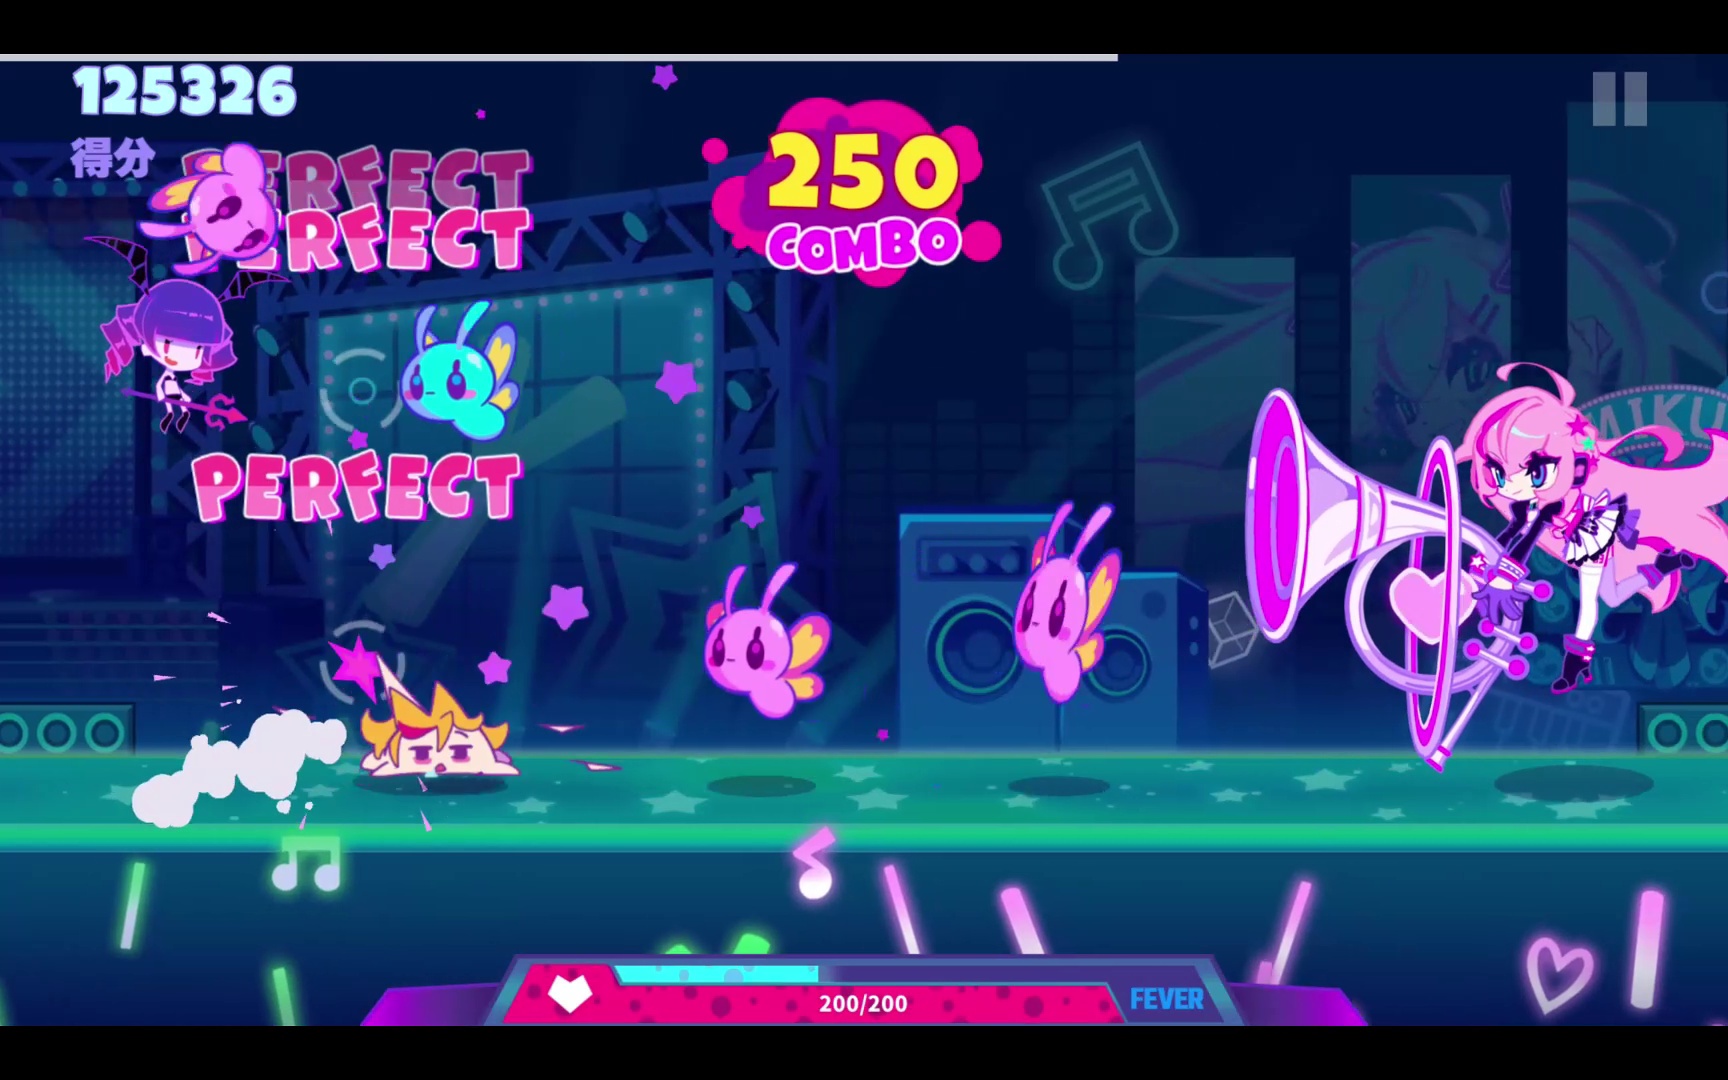 125326
得分
PERFECT
PERFECT
250
COMBO
PERFECT
200/200
FEVER